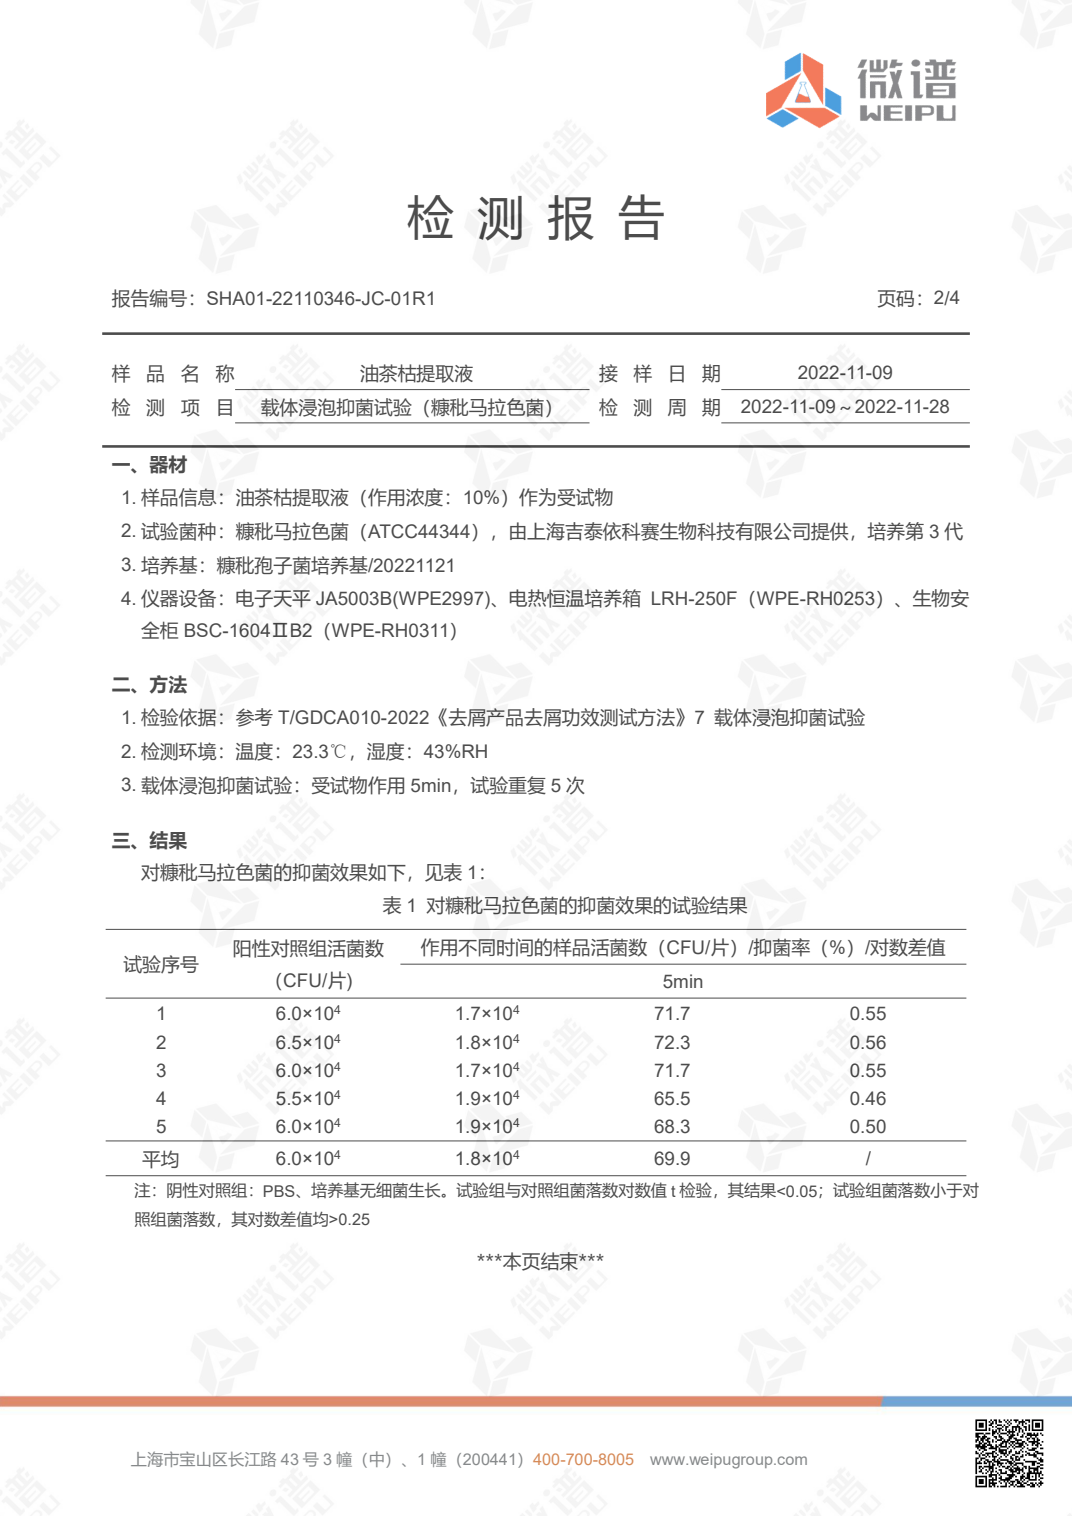 微谱
WEIPU
检测报告
报告编号：SHA01-22110346-JC-01R1 页码：2/4
样品名称 油茶枯提取液 接样日期 2022-11-09
检测项目 载体浸泡抑菌试验（糠秕马拉色菌） 检测周期 2022-11-09～2022-11-28
一、器材
1. 样品信息：油茶枯提取液（作用浓度：10%）作为受试物
2. 试验菌种：糠秕马拉色菌（ATCC44344），由上海吉泰依科赛生物科技有限公司提供，培养第 3 代
3. 培养基：糠秕孢子菌培养基/20221121
4. 仪器设备：电子天平 JA5003B(WPE2997)、电热恒温培养箱 LRH-250F（WPE-RH0253）、生物安
全柜 BSC-1604ⅡB2（WPE-RH0311）
二、方法
1. 检验依据：参考 T/GDCA010-2022《去屑产品去屑功效测试方法》7 载体浸泡抑菌试验
2. 检测环境：温度：23.3℃，湿度：43%RH
3. 载体浸泡抑菌试验：受试物作用 5min，试验重复 5 次
三、结果
对糠秕马拉色菌的抑菌效果如下，见表 1：
表 1 对糠秕马拉色菌的抑菌效果的试验结果
试验序号 阳性对照组活菌数 作用不同时间的样品活菌数（CFU/片）/抑菌率（%）/对数差值
（CFU/片) 5min
1 6.0×10⁴ 1.7×10⁴ 71.7 0.55
2 6.5×10⁴ 1.8×10⁴ 72.3 0.56
3 6.0×10⁴ 1.7×10⁴ 71.7 0.55
4 5.5×10⁴ 1.9×10⁴ 65.5 0.46
5 6.0×10⁴ 1.9×10⁴ 68.3 0.50
平均 6.0×10⁴ 1.8×10⁴ 69.9 /
注：阴性对照组：PBS、培养基无细菌生长。试验组与对照组菌落数对数值 t 检验，其结果<0.05；试验组菌落数小于对
照组菌落数，其对数差值均>0.25
***本页结束***
上海市宝山区长江路 43 号 3 幢（中）、1 幢（200441）400-700-8005 www.weipugroup.com